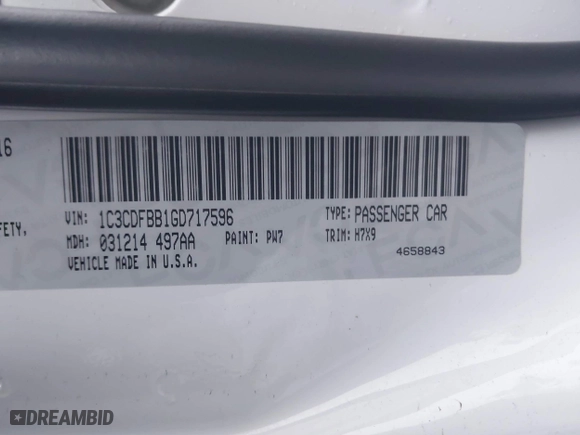 16
FETY.
VIN: 1C3CDFBB1GD717596 TYPE: PASSENGER CAR
MDH: 031214 497AA PAINT: PW7 TRIM: H7X9
VEHICLE MADE IN U.S.A. 4658843
DREAMBID